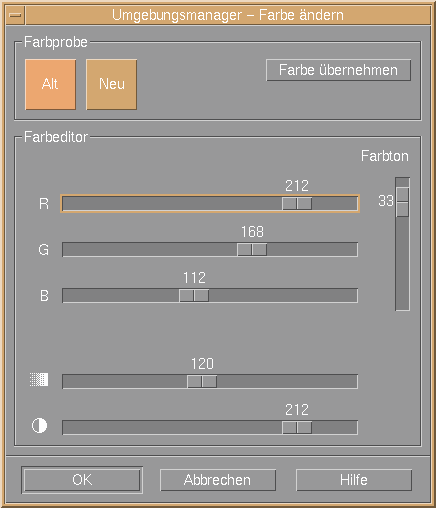 Umgebungsmanager – Farbe ändern
Farbprobe
Alt
Neu
Farbe übernehmen
Farbeditor
Farbton
212
R
33
168
G
112
B
120
212
OK
Abbrechen
Hilfe